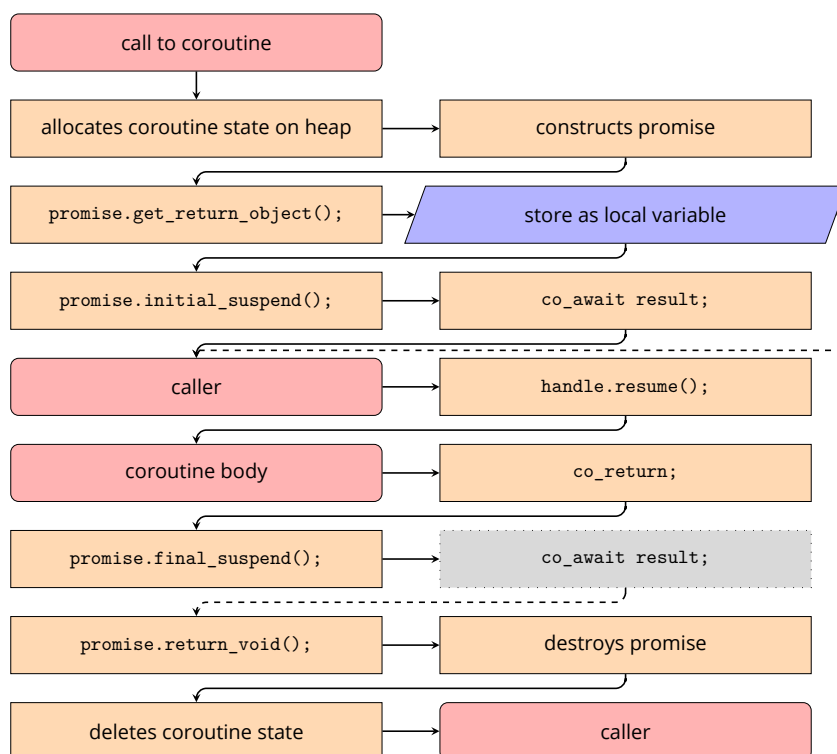 call to coroutine
allocates coroutine state on heap
constructs promise
promise.get_return_object();
store as local variable
promise.initial_suspend();
co_await result;
caller
handle.resume();
coroutine body
co_return;
promise.final_suspend();
co_await result;
promise.return_void();
destroys promise
deletes coroutine state
caller